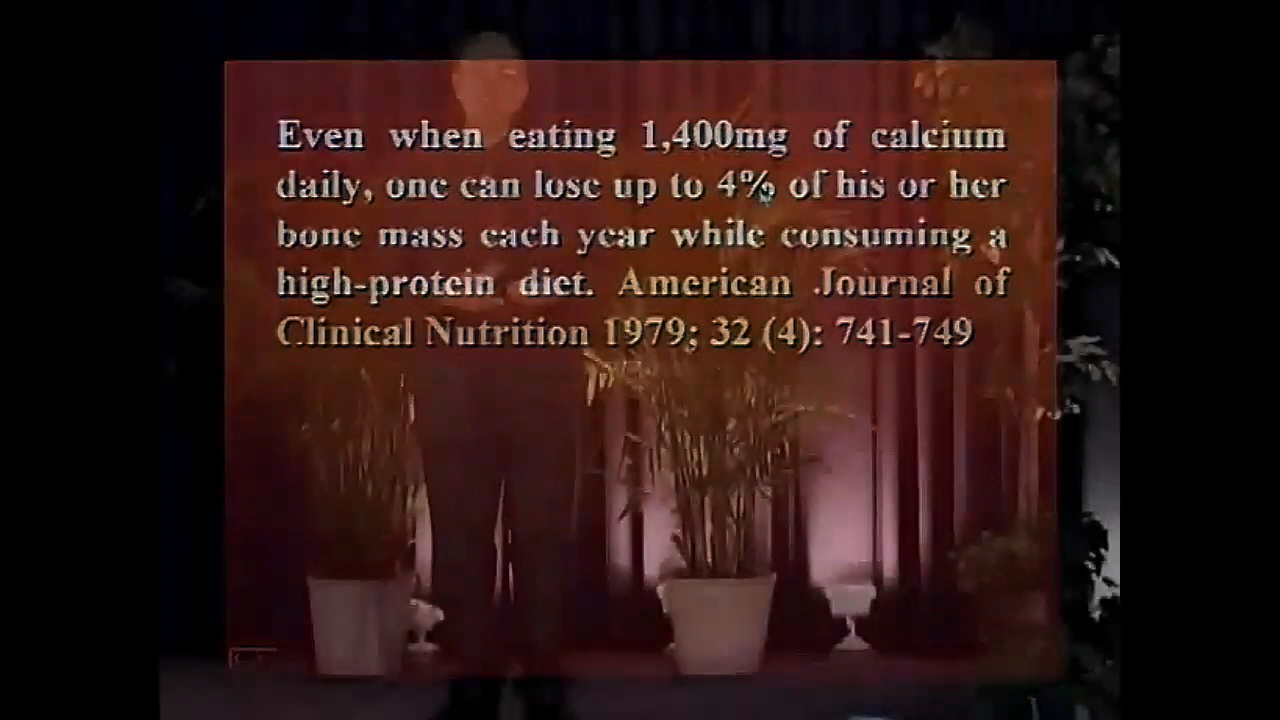 Even when eating 1,400mg of calcium
daily, one can lose up to 4% of his or her
bone mass each year while consuming a
high-protein diet. American Journal of
Clinical Nutrition 1979; 32 (4): 741-749